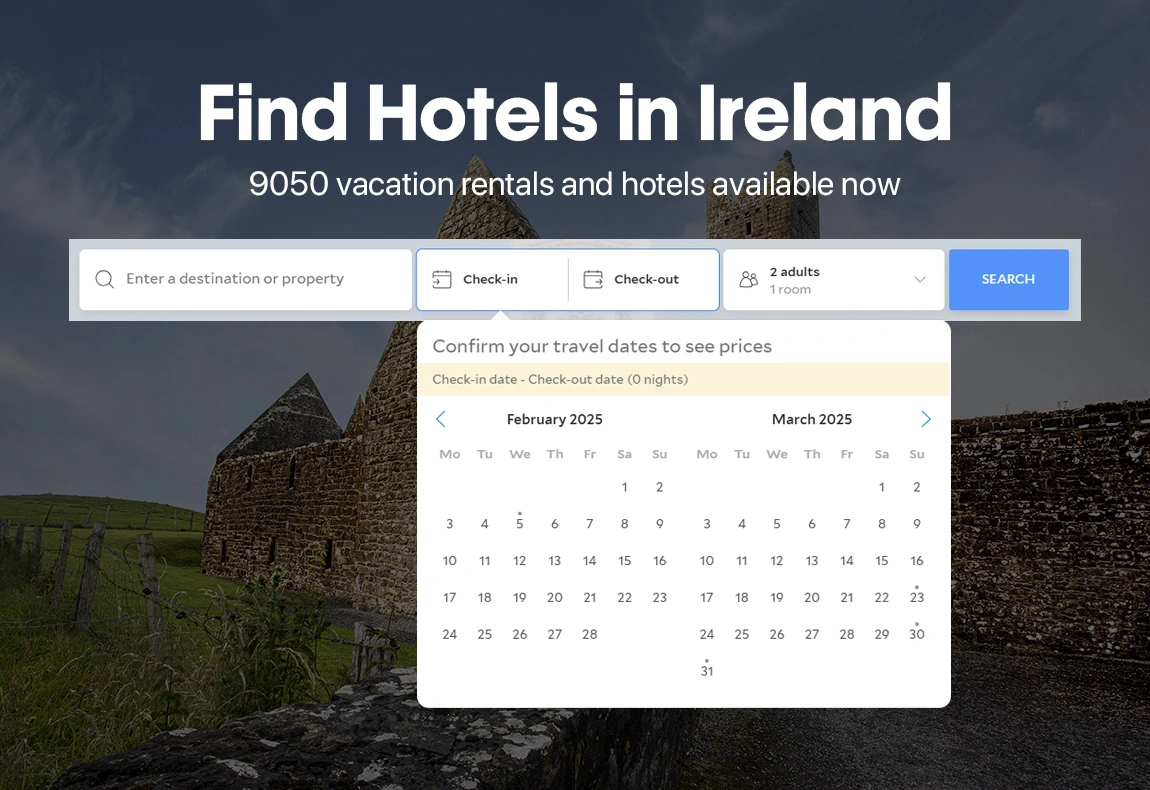 Find Hotels in Ireland
9050 vacation rentals and hotels available now
Enter a destination or property
Check-in
Check-out
2 adults
1 room
SEARCH
Confirm your travel dates to see prices
Check-in date - Check-out date (0 nights)
February 2025
March 2025
Mo Tu We Th Fr Sa Su
Mo Tu We Th Fr Sa Su
1 2
1 2
3 4 5 6 7 8 9
3 4 5 6 7 8 9
10 11 12 13 14 15 16
10 11 12 13 14 15 16
17 18 19 20 21 22 23
17 18 19 20 21 22 23
24 25 26 27 28
24 25 26 27 28 29 30
31